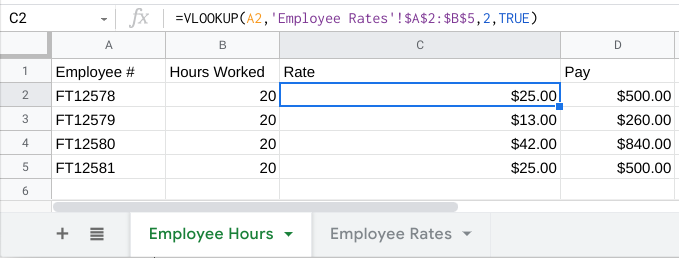 C2 fx =VLOOKUP(A2,'Employee Rates'!$A$2:$B$5,2,TRUE)
A B C D
1 Employee # Hours Worked Rate Pay
2 FT12578 20 $25.00 $500.00
3 FT12579 20 $13.00 $260.00
4 FT12580 20 $42.00 $840.00
5 FT12581 20 $25.00 $500.00
6
+ Employee Hours Employee Rates